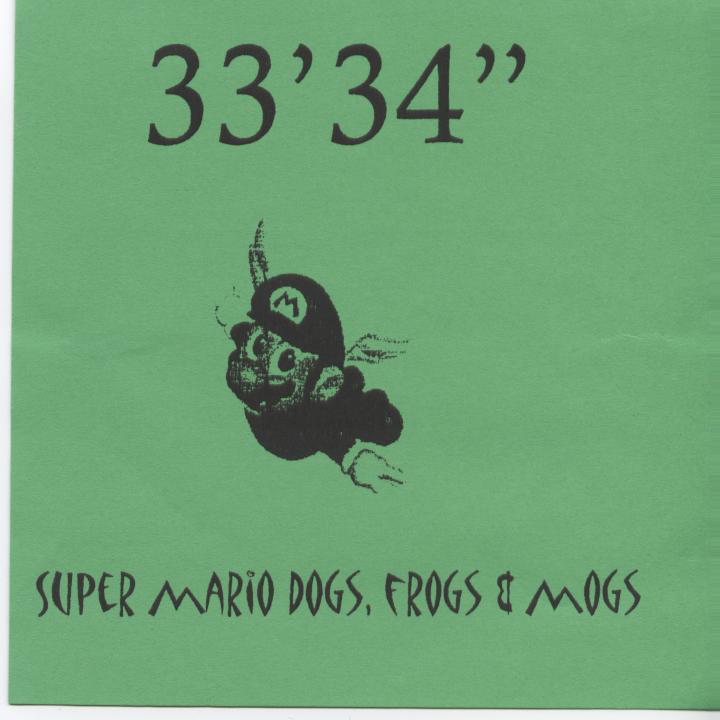 33’34”
M
SUPER MARiO DOGS, FROGS & MOGS